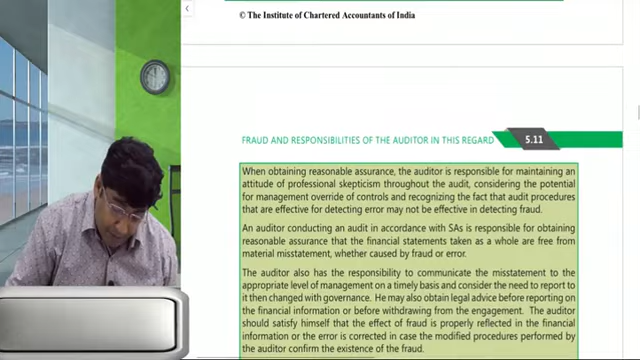 © The Institute of Chartered Accountants of India
FRAUD AND RESPONSIBILITIES OF THE AUDITOR IN THIS REGARD 5.11
When obtaining reasonable assurance, the auditor is responsible for maintaining an
attitude of professional skepticism throughout the audit, considering the potential
for management override of controls and recognizing the fact that audit procedures
that are effective for detecting error may not be effective in detecting fraud.
An auditor conducting an audit in accordance with SAs is responsible for obtaining
reasonable assurance that the financial statements taken as a whole are free from
material misstatement, whether caused by fraud or error.
The auditor also has the responsibility to communicate the misstatement to the
appropriate level of management on a timely basis and consider the need to report to
it then changed with governance. He may also obtain legal advice before reporting on
the financial information or before withdrawing from the engagement. The auditor
should satisfy himself that the effect of fraud is properly reflected in the financial
information or the error is corrected in case the modified procedures performed by
the auditor confirm the existence of the fraud.